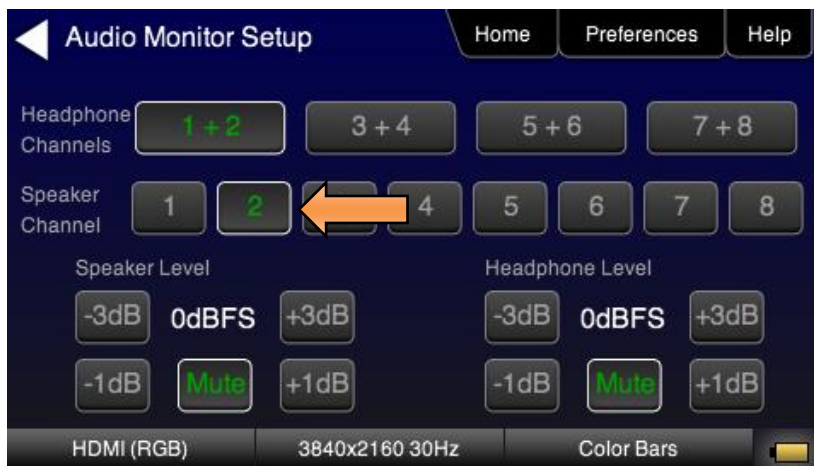 Audio Monitor Setup Home Preferences Help
Headphone Channels 1 + 2 3 + 4 5 + 6 7 + 8
Speaker Channel 1 2 4 5 6 7 8
Speaker Level Headphone Level
-3dB 0dBFS +3dB -3dB 0dBFS +3dB
-1dB Mute +1dB -1dB Mute +1dB
HDMI (RGB) 3840x2160 30Hz Color Bars